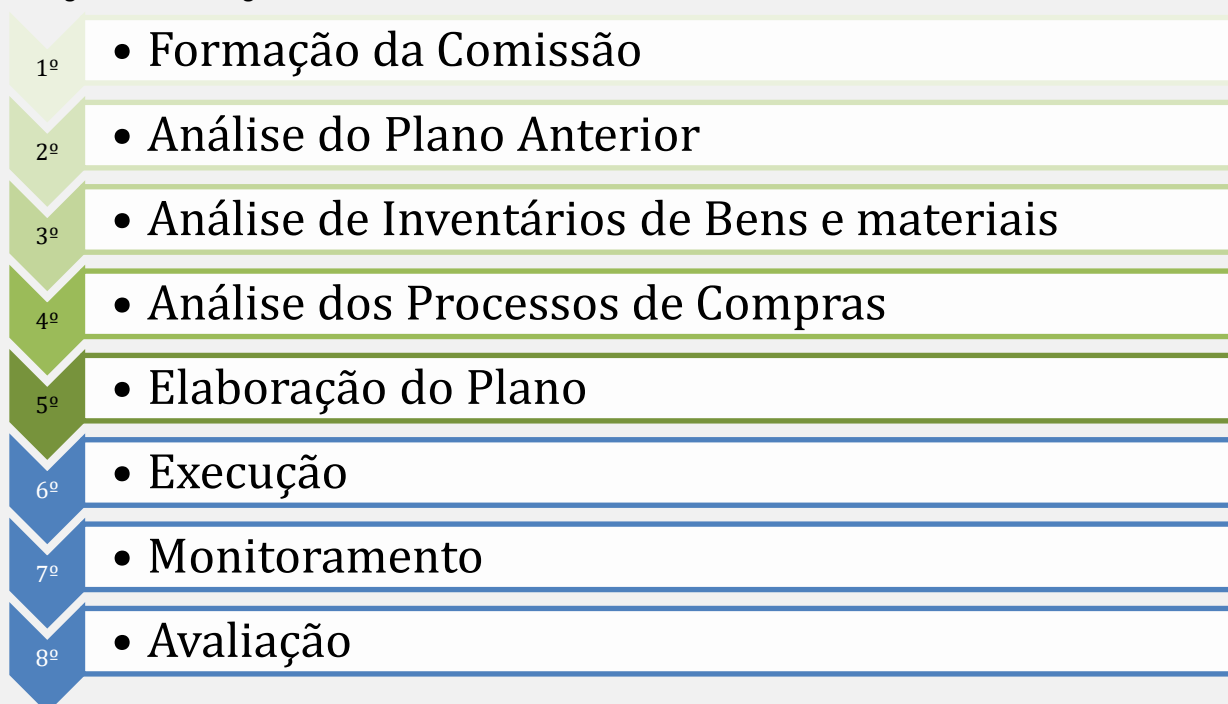 1º
• Formação da Comissão
2º
• Análise do Plano Anterior
3º
• Análise de Inventários de Bens e materiais
4º
• Análise dos Processos de Compras
5º
• Elaboração do Plano
6º
• Execução
7º
• Monitoramento
8º
• Avaliação